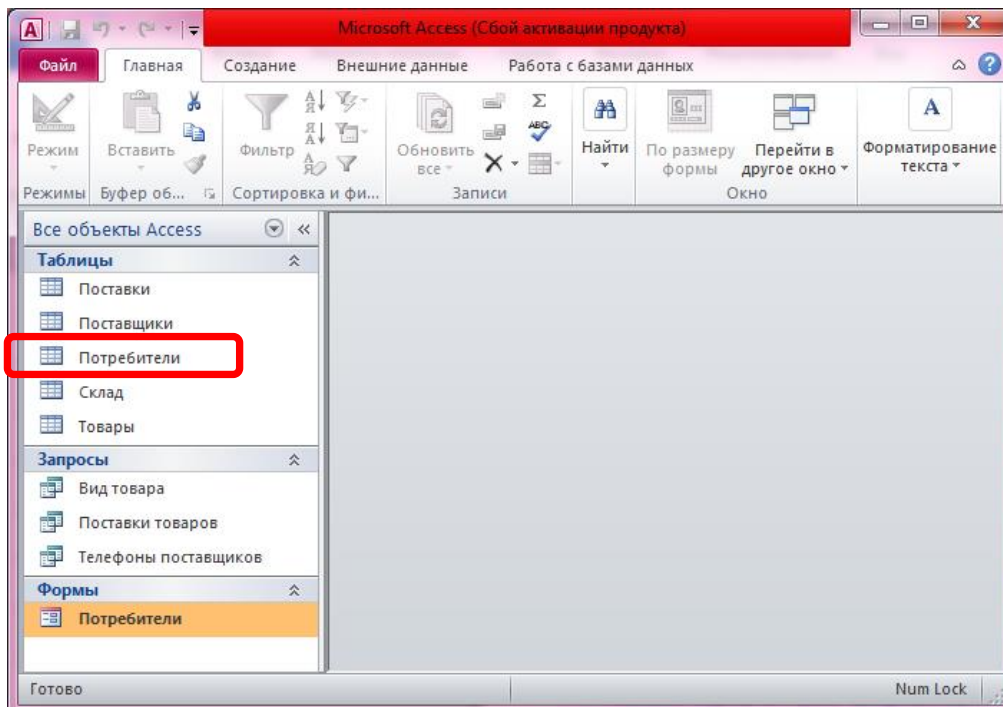 Microsoft Access (Сбой активации продукта)
Файл Главная Создание Внешние данные Работа с базами данных
Режим Вставить Фильтр Обновить все Найти По размеру формы Перейти в другое окно Форматирование текста
Режимы Буфер об... Сортировка и фи... Записи Окно
Все объекты Access
Таблицы
Поставки
Поставщики
Потребители
Склад
Товары
Запросы
Вид товара
Поставки товаров
Телефоны поставщиков
Формы
Потребители
Готово Num Lock